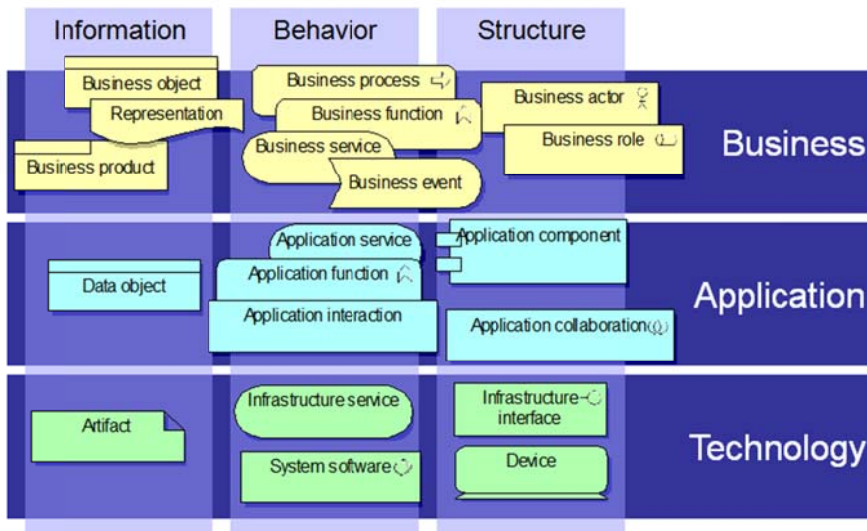 Information
Behavior
Structure
Business object
Representation
Business product
Business process
Business function
Business service
Business event
Business actor
Business role
Business
Data object
Application service
Application function
Application interaction
Application component
Application collaboration
Application
Artifact
Infrastructure service
System software
Infrastructure
interface
Device
Technology